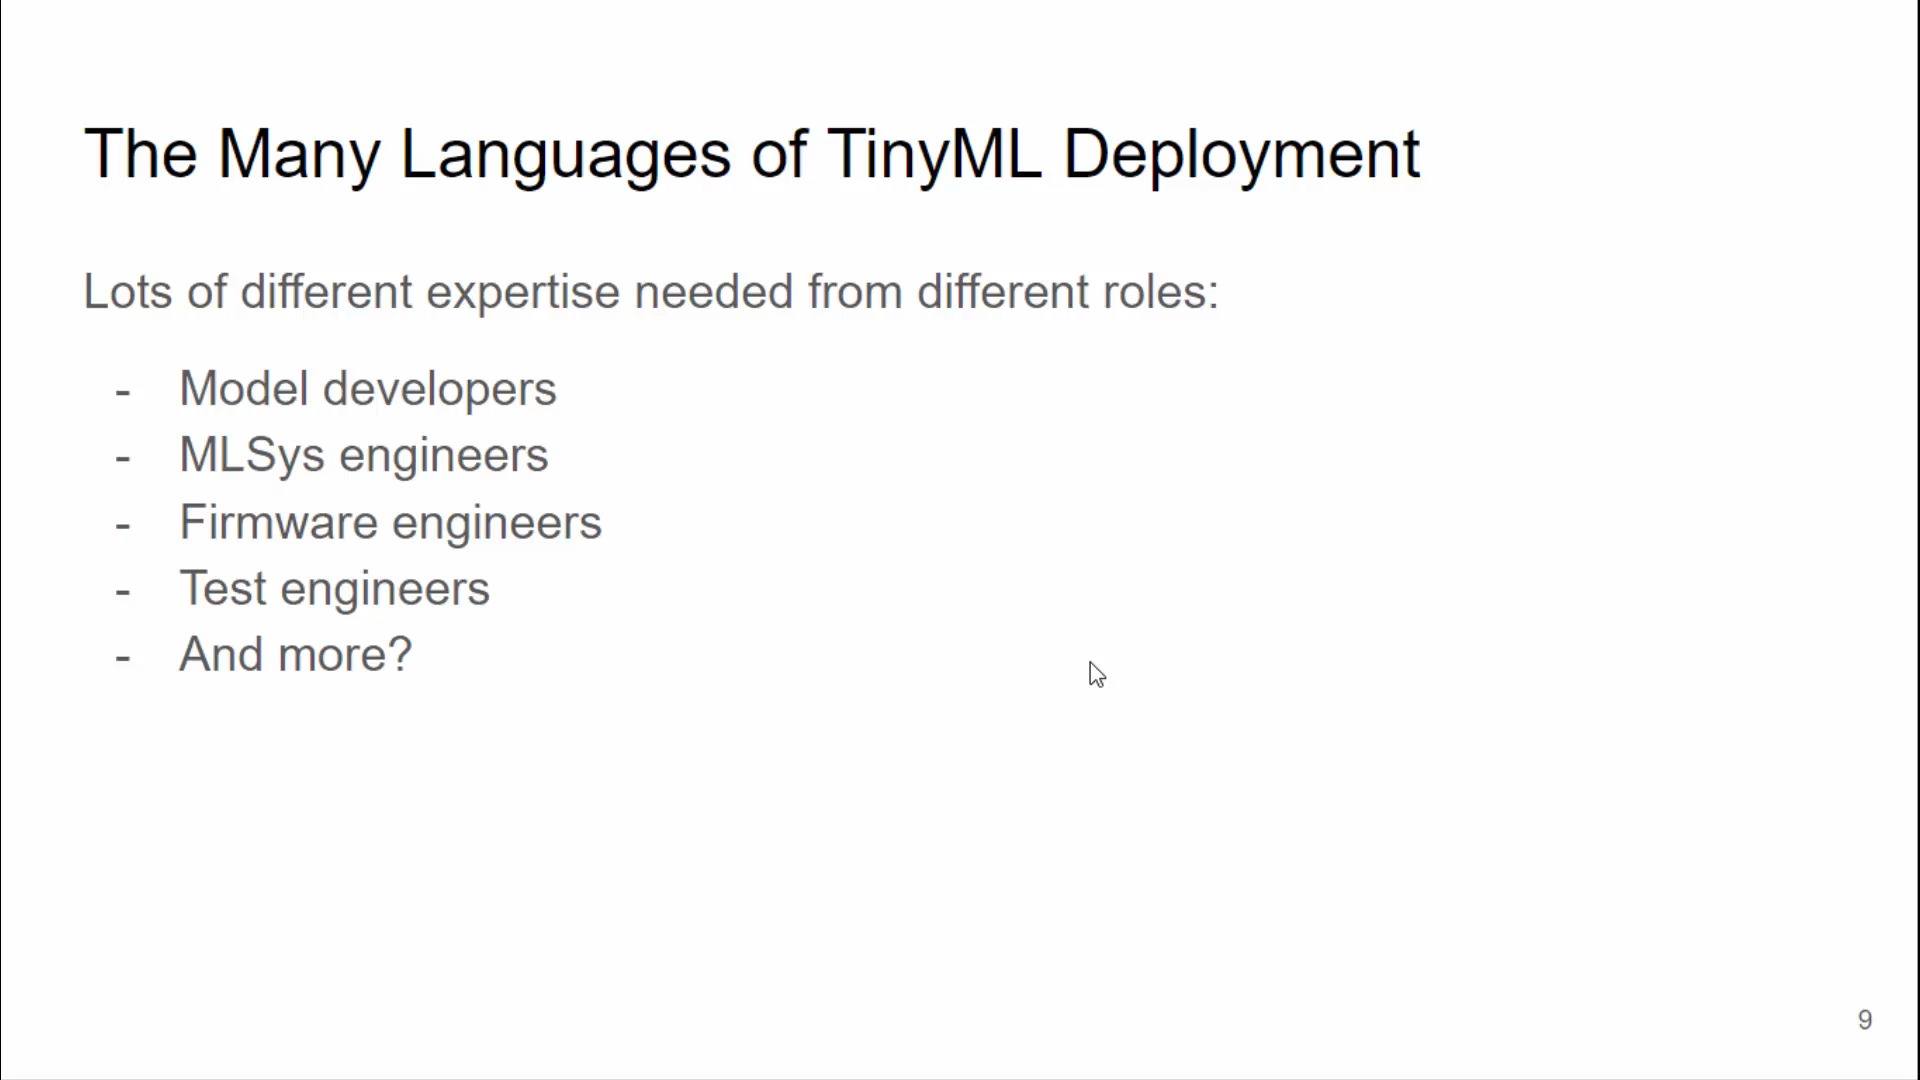 The Many Languages of TinyML Deployment
Lots of different expertise needed from different roles:
- Model developers
- MLSys engineers
- Firmware engineers
- Test engineers
- And more?
9